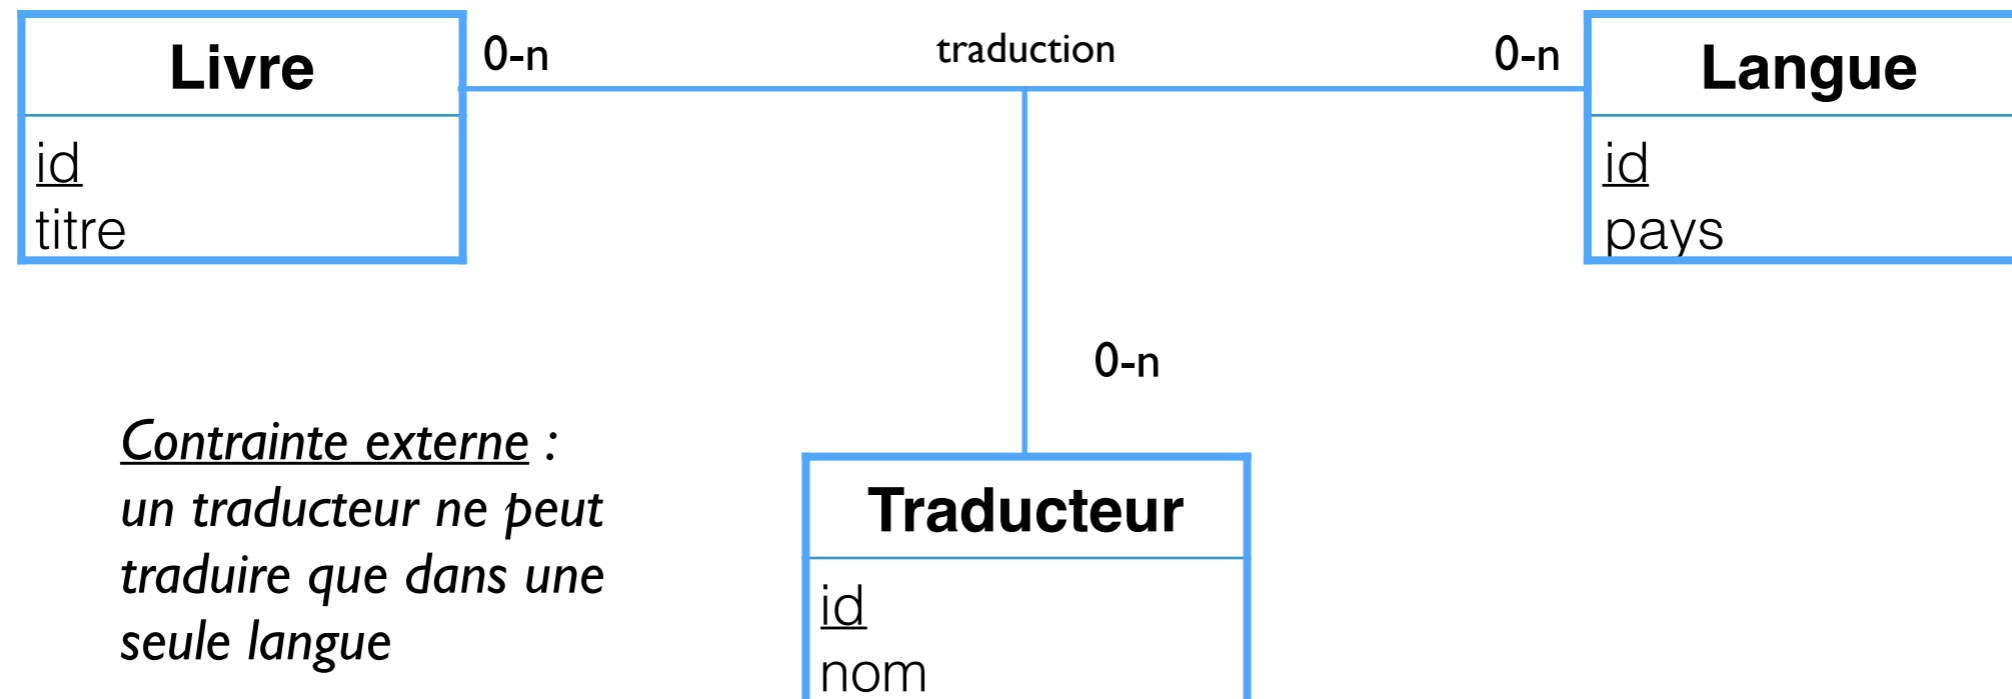 Livre
id
titre
0-n
traduction
0-n
Langue
id
pays
0-n
Contrainte externe :
un traducteur ne peut
traduire que dans une
seule langue
Traducteur
id
nom